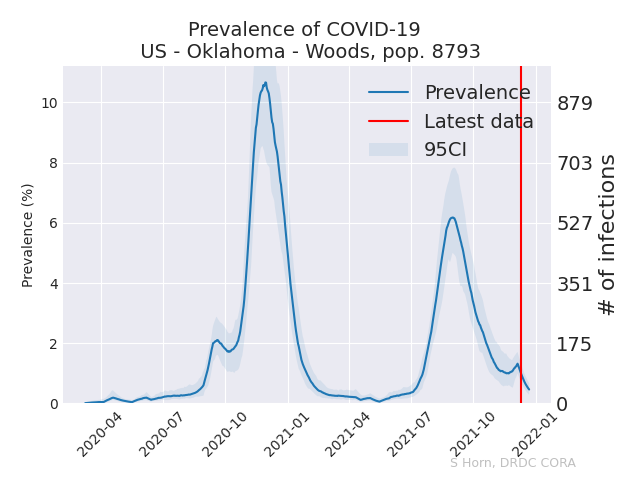 Prevalence of COVID-19
US - Oklahoma - Woods, pop. 8793
Prevalence
Latest data
95CI
Prevalence (%)
10
8
6
4
2
0
879
703
527
351
175
0
# of infections
2020-04
2020-07
2020-10
2021-01
2021-04
2021-07
2021-10
2022-01
S Horn, DRDC CORA